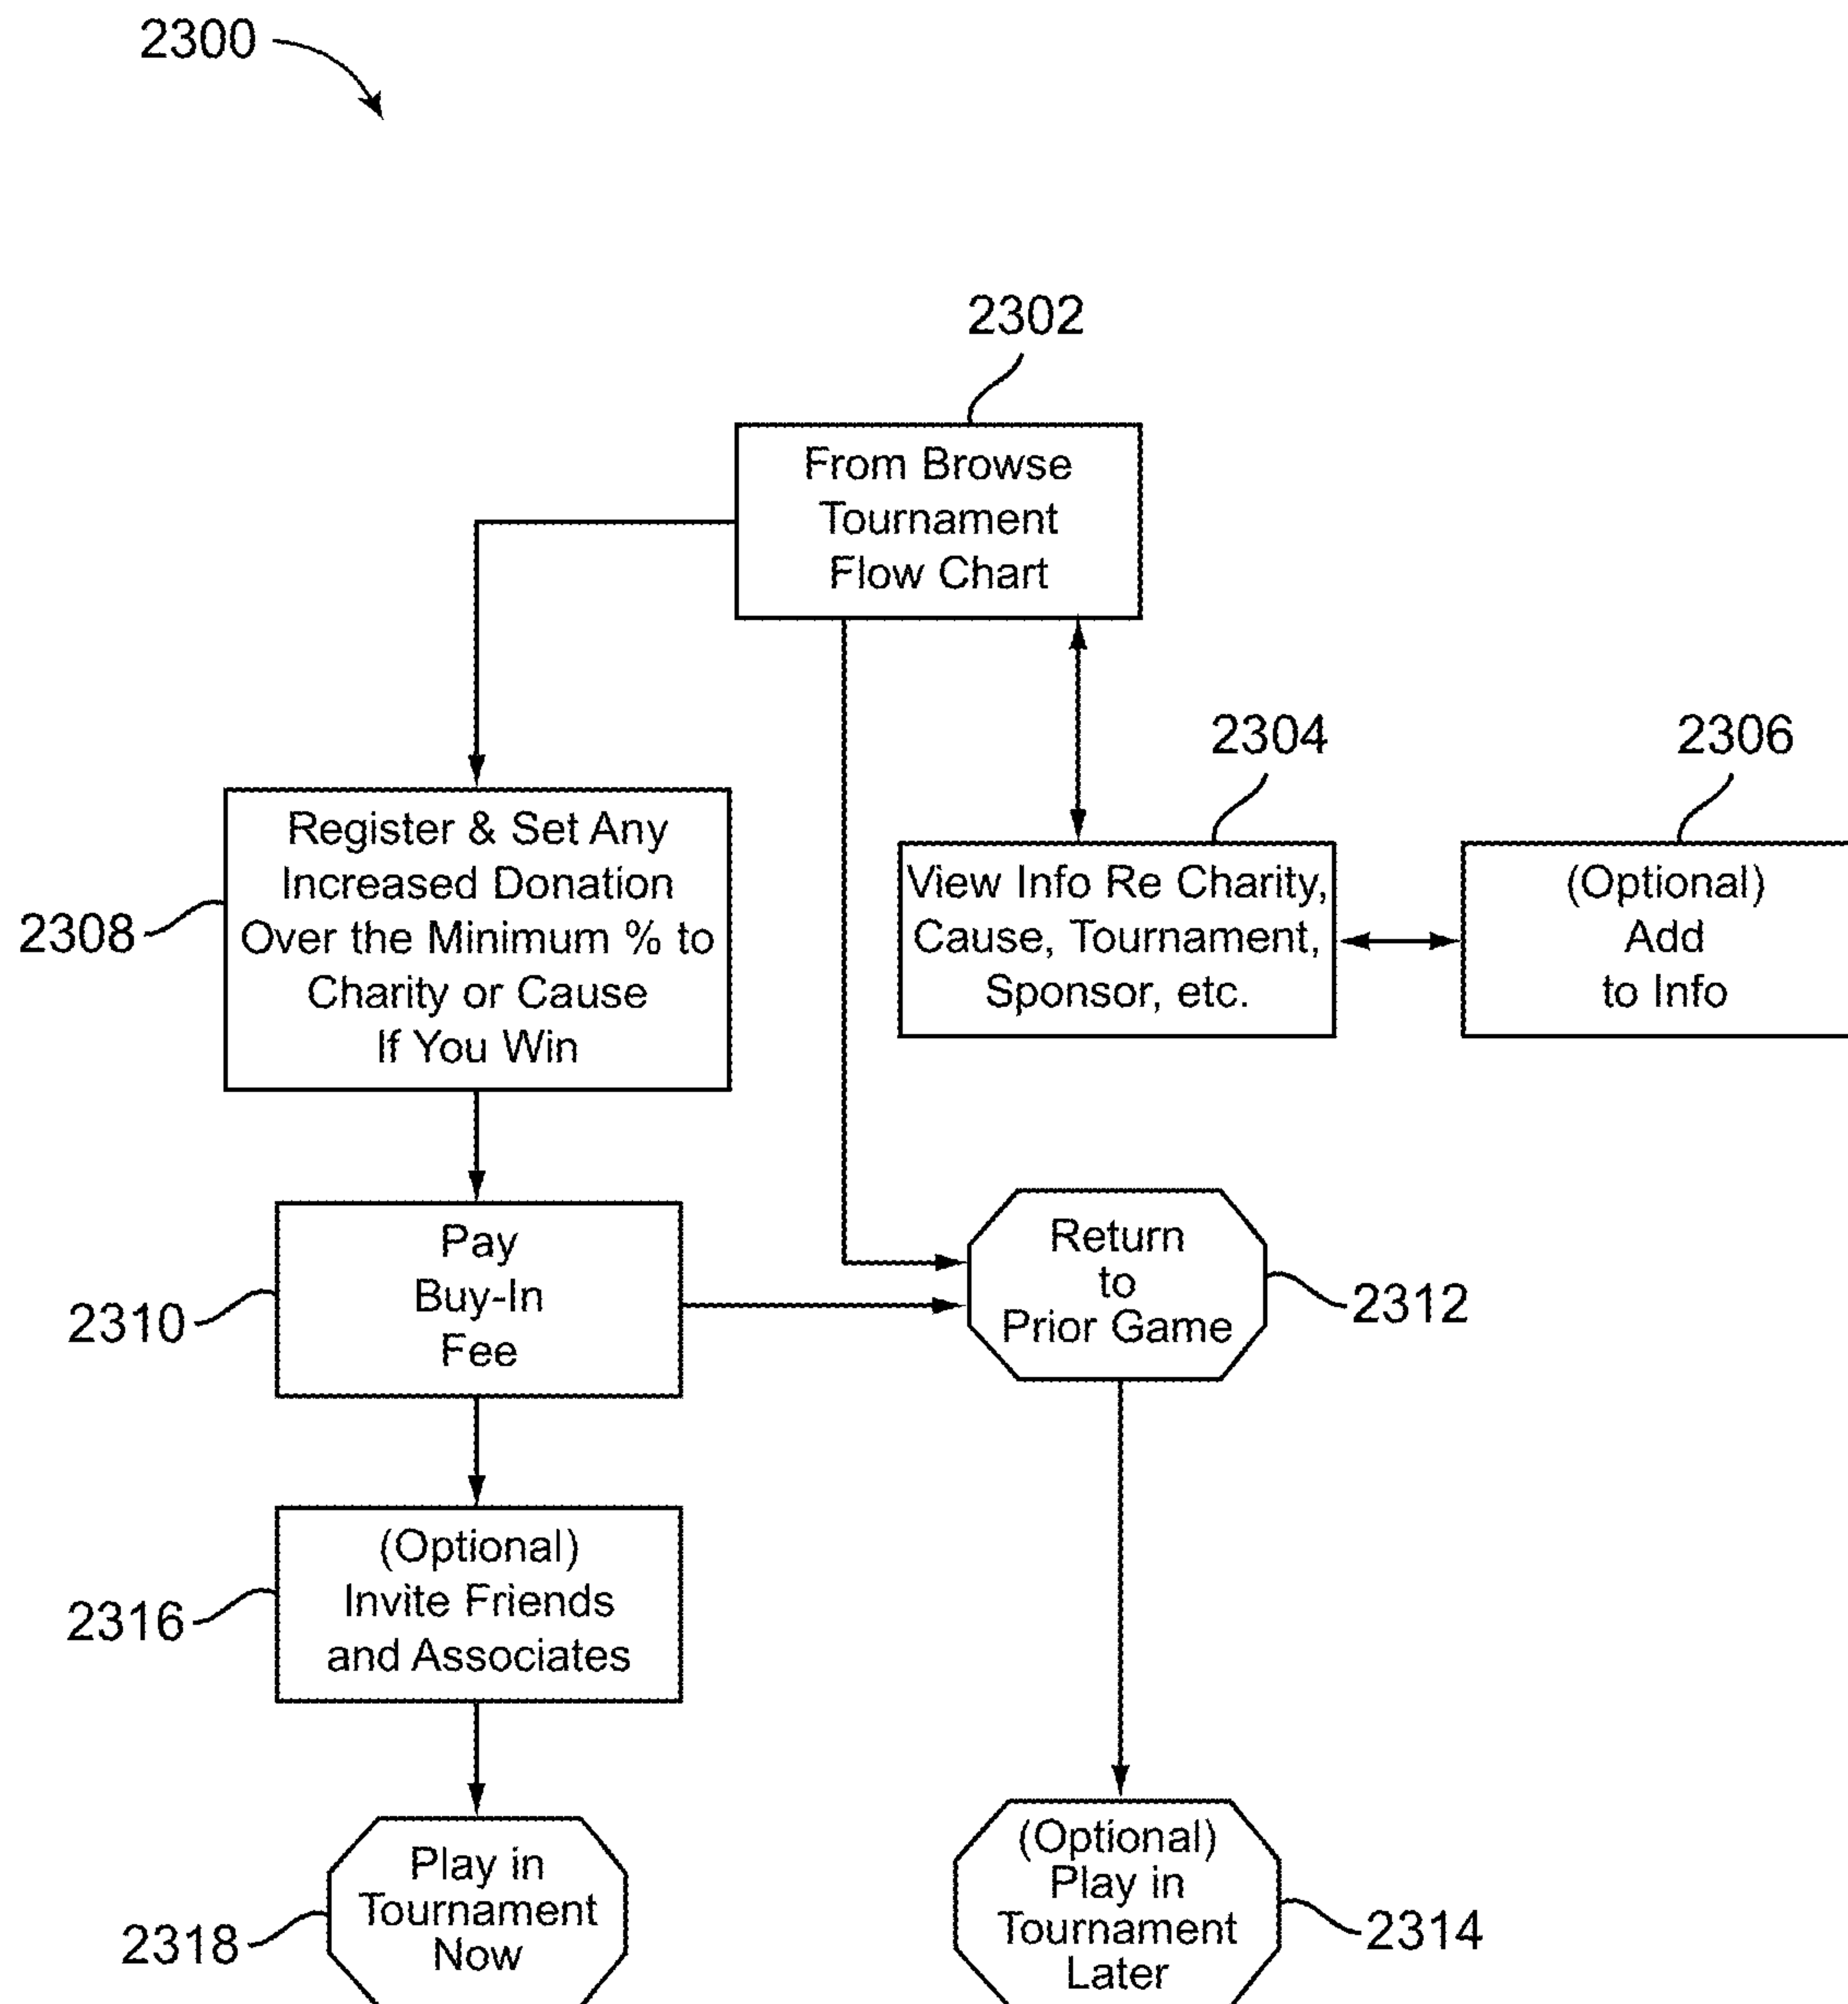 2300
2302
From Browse
Tournament
Flow Chart
2304
2306
2308
Register & Set Any
Increased Donation
Over the Minimum % to
Charity or Cause
If You Win
View Info Re Charity,
Cause, Tournament,
Sponsor, etc.
(Optional)
Add
to Info
2310
Pay
Buy-In
Fee
Return
to
Prior Game
2312
2316
(Optional)
Invite Friends
and Associates
2318
Play in
Tournament
Now
(Optional)
Play in
Tournament
Later
2314